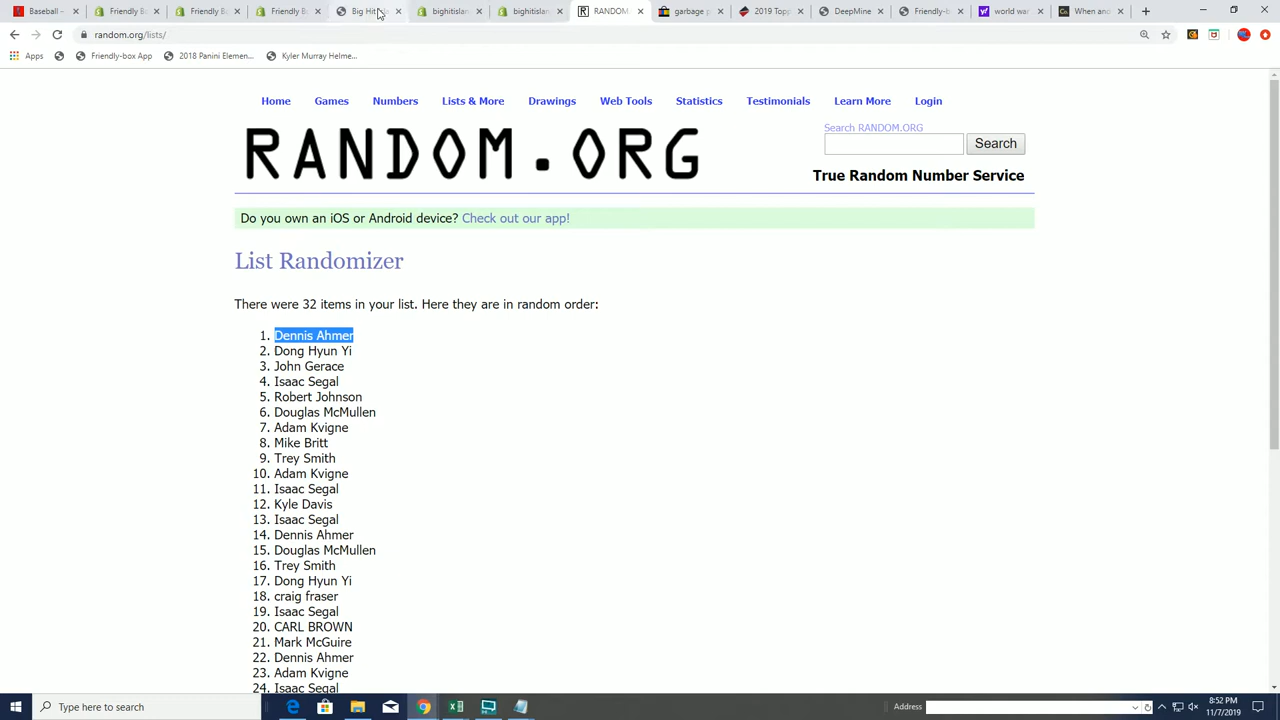 Baseball –
Friendly B
Friendly B
Friendly B
Big Hit
bighitislan
bighitislan
RANDOM.
garbage p
2019 Topp
DeepMine
Friendly-b
world war
When and
random.org/lists/
Apps
Friendly-box App
2018 Panini Elemen...
Kyler Murray Helme...
Home
Games
Numbers
Lists & More
Drawings
Web Tools
Statistics
Testimonials
Learn More
Login
RANDOM.ORG
Search RANDOM.ORG
Search
True Random Number Service
Do you own an iOS or Android device? Check out our app!
List Randomizer
There were 32 items in your list. Here they are in random order:
1. Dennis Ahmer
2. Dong Hyun Yi
3. John Gerace
4. Isaac Segal
5. Robert Johnson
6. Douglas McMullen
7. Adam Kvigne
8. Mike Britt
9. Trey Smith
10. Adam Kvigne
11. Isaac Segal
12. Kyle Davis
13. Isaac Segal
14. Dennis Ahmer
15. Douglas McMullen
16. Trey Smith
17. Dong Hyun Yi
18. craig fraser
19. Isaac Segal
20. CARL BROWN
21. Mark McGuire
22. Dennis Ahmer
23. Adam Kvigne
24. Isaac Segal
Type here to search
Address
8:52 PM
11/7/2019